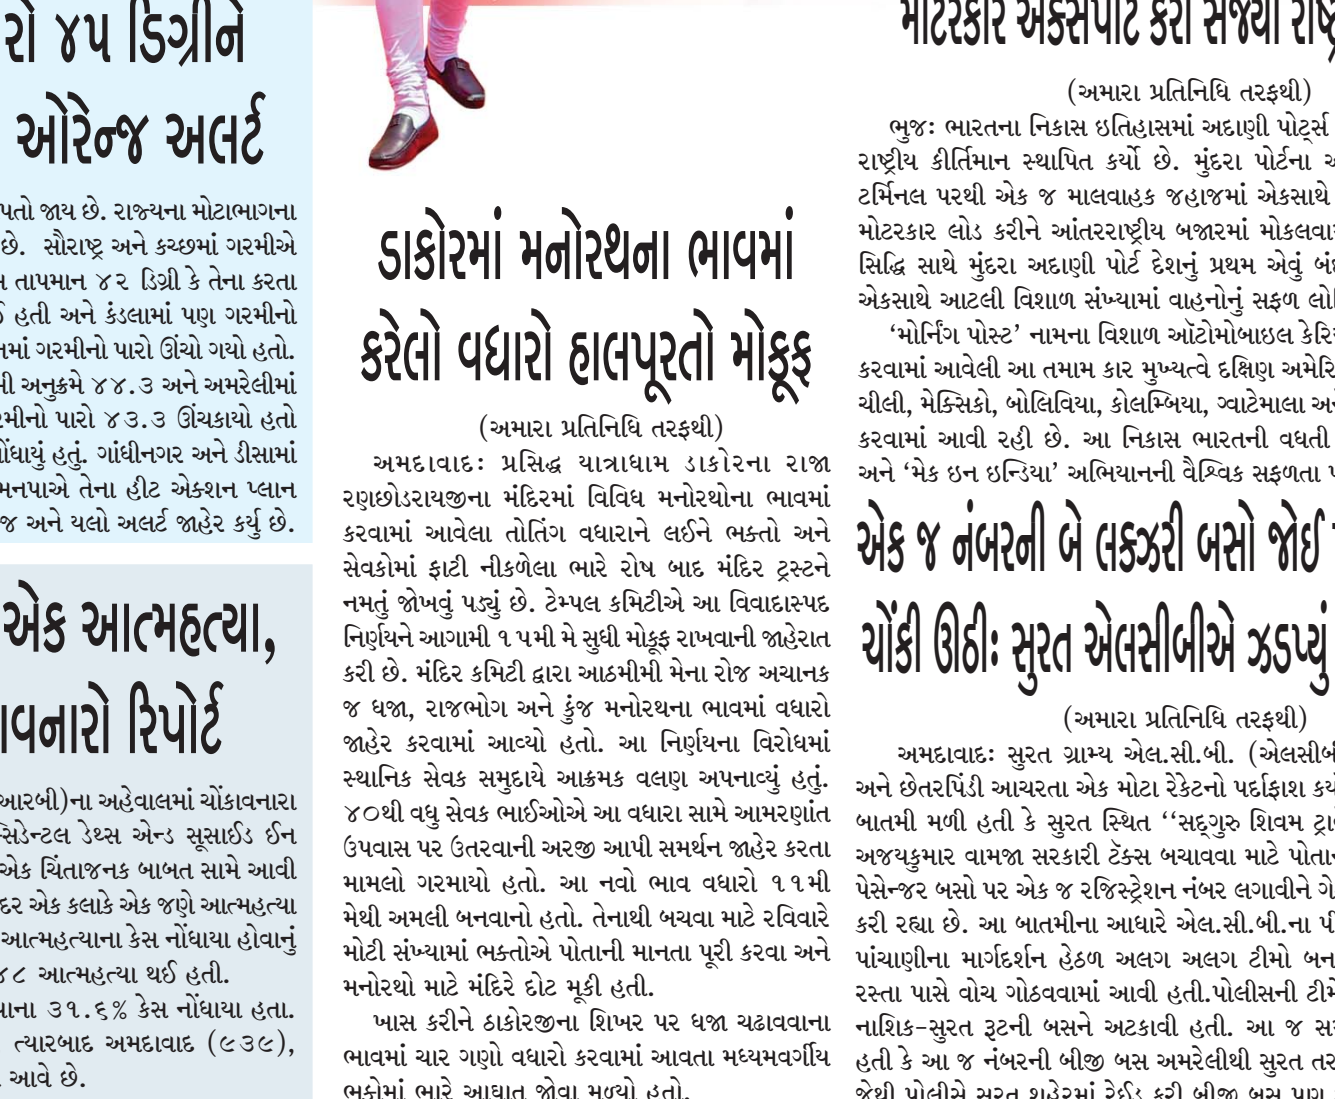 રો ૪૫ ડિગ્રીને
ઓરેન્જ અલર્ટ
પતો જાય છે. રાજ્યના મોટાભાગના
છે. સૌરાષ્ટ્ર અને કચ્છમાં ગરમીએ
તાપમાન ૪૨ ડિગ્રી કે તેના કરતા
હતી અને કંડલામાં પણ ગરમીનો
માં ગરમીનો પારો ઊંચો ગયો હતો.
અનુક્રમે ૪૪.૩ અને અમરેલીમાં
રમીનો પારો ૪૩.૩ ઊંચકાયો હતો
નોંધાયું હતું. ગાંધીનગર અને ડીસામાં
મનપાએ તેના હીટ એક્શન પ્લાન
જ અને યલો અલર્ટ જાહેર કર્યુ છે.
એક આત્મહત્યા,
ાવનારો રિપોર્ટ
આરબી)ના અહેવાલમાં ચોંકાવનારા
સિડેન્ટલ ડેથ્સ એન્ડ સૂસાઈડ ઈન
એક ચિંતાજનક બાબત સામે આવી
દર એક કલાકે એક જણે આત્મહત્યા
આત્મહત્યાના કેસ નોંધાયા હોવાનું
૪૮ આત્મહત્યા થઈ હતી.
યાના ૩૧.૬% કેસ નોંધાયા હતા.
ત્યારબાદ અમદાવાદ (૯૩૯),
આવે છે.
ડાકોરમાં મનોરથના ભાવમાં
કરેલો વધારો હાલપૂરતો મોકૂફ
(અમારા પ્રતિનિધિ તરફથી)
અમદાવાદઃ પ્રસિદ્ધ યાત્રાધામ ડાકોરના રાજા
રણછોડરાયજીના મંદિરમાં વિવિધ મનોરથોના ભાવમાં
કરવામાં આવેલા તોતિંગ વધારાને લઈને ભક્તો અને
સેવકોમાં ફાટી નીકળેલા ભારે રોષ બાદ મંદિર ટ્રસ્ટને
નમતું જોખવું પડ્યું છે. ટેમ્પલ કમિટીએ આ વિવાદાસ્પદ
નિર્ણયને આગામી ૧૫મી મે સુધી મોકૂફ રાખવાની જાહેરાત
કરી છે. મંદિર કમિટી દ્વારા આઠમીમી મેના રોજ અચાનક
જ ધજા, રાજભોગ અને કુંજ મનોરથના ભાવમાં વધારો
જાહેર કરવામાં આવ્યો હતો. આ નિર્ણયના વિરોધમાં
સ્થાનિક સેવક સમુદાયે આક્રમક વલણ અપનાવ્યું હતું.
૪૦થી વધુ સેવક ભાઈઓએ આ વધારા સામે આમરણાંત
ઉપવાસ પર ઉતરવાની અરજી આપી સમર્થન જાહેર કરતા
મામલો ગરમાયો હતો. આ નવો ભાવ વધારો ૧૧મી
મેથી અમલી બનવાનો હતો. તેનાથી બચવા માટે રવિવારે
મોટી સંખ્યામાં ભક્તોએ પોતાની માનતા પૂરી કરવા અને
મનોરથો માટે મંદિરે દોટ મૂકી હતી.
ખાસ કરીને ઠાકોરજીના શિખર પર ધજા ચઢાવવાના
ભાવમાં ચાર ગણો વધારો કરવામાં આવતા મધ્યમવર્ગીય
ભક્તોમાં ભારે આઘાત જોવા મળ્યો હતો.
મોટરકાર એક્સપોર્ટ કરી સર્જ્યો રાષ્ટ્ર
(અમારા પ્રતિનિધિ તરફથી)
ભુજઃ ભારતના નિકાસ ઇતિહાસમાં અદાણી પોર્ટ્સ
રાષ્ટ્રીય કીર્તિમાન સ્થાપિત કર્યો છે. મુંદરા પોર્ટના
ટર્મિનલ પરથી એક જ માલવાહક જહાજમાં એકસાથે
મોટરકાર લોડ કરીને આંતરરાષ્ટ્રીય બજારમાં મોકલવા
સિદ્ધિ સાથે મુંદરા અદાણી પોર્ટ દેશનું પ્રથમ એવું બં
એકસાથે આટલી વિશાળ સંખ્યામાં વાહનોનું સફળ લો
‘મોર્નિંગ પોસ્ટ’ નામના વિશાળ ઑટોમોબાઇલ કેરિ
કરવામાં આવેલી આ તમામ કાર મુખ્યત્વે દક્ષિણ અમેરિ
ચીલી, મેક્સિકો, બોલિવિયા, કોલમ્બિયા, ગ્વાટેમાલા અ
કરવામાં આવી રહી છે. આ નિકાસ ભારતની વધતી
અને ‘મેક ઇન ઇન્ડિયા’ અભિયાનની વૈશ્વિક સફળતા
એક જ નંબરની બે લક્ઝરી બસો જોઈ
ચોંકી ઊઠીઃ સુરત એલસીબીએ ઝડપ્યું
(અમારા પ્રતિનિધિ તરફથી)
અમદાવાદઃ સુરત ગ્રામ્ય એલ.સી.બી. (એલસીબી
અને છેતરપિંડી આચરતા એક મોટા રેકેટનો પર્દાફાશ કર્
બાતમી મળી હતી કે સુરત સ્થિત ‘‘સદ્‌ગુરુ શિવમ ટ્રા
અજયકુમાર વામજા સરકારી ટૅક્સ બચાવવા માટે પોતાન
પેસેન્જર બસો પર એક જ રજિસ્ટ્રેશન નંબર લગાવીને ગે
કરી રહ્યા છે. આ બાતમીના આધારે એલ.સી.બી.ના પી
પાંચાણીના માર્ગદર્શન હેઠળ અલગ અલગ ટીમો બન
રસ્તા પાસે વોચ ગોઠવવામાં આવી હતી.પોલીસની ટીમે
નાશિક-સુરત રૂટની બસને અટકાવી હતી. આ જ સ
હતી કે આ જ નંબરની બીજી બસ અમરેલીથી સુરત તર
જેથી પોલીસે સુરત શહેરમાં રેઈડ કરી બીજી બસ પણ